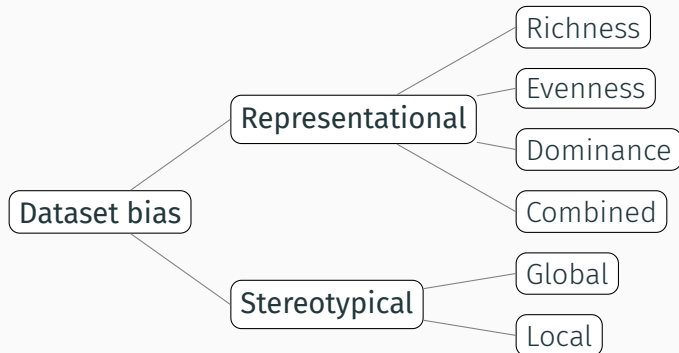 Dataset bias
Representational
Richness
Evenness
Dominance
Combined
Stereotypical
Global
Local